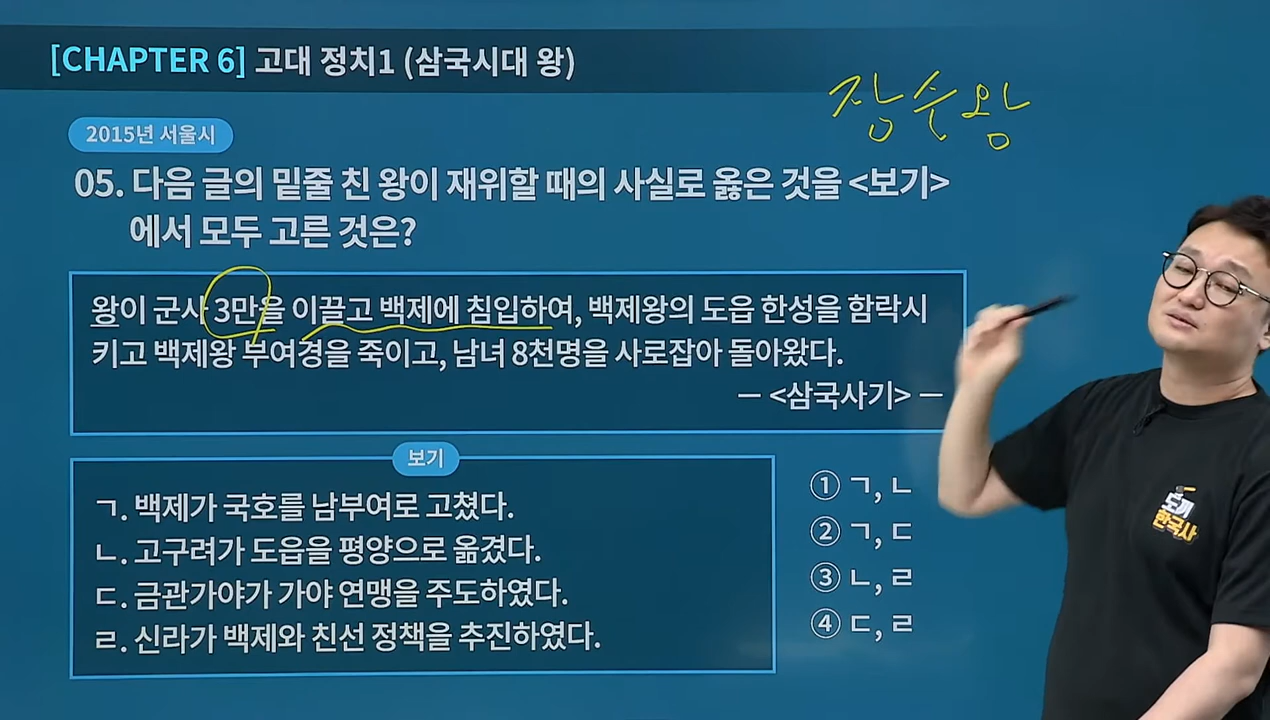 [CHAPTER 6] 고대 정치1 (삼국시대 왕)
장수왕
2015년 서울시
05. 다음 글의 밑줄 친 왕이 재위할 때의 사실로 옳은 것을 <보기>
에서 모두 고른 것은?
왕이 군사 3만을 이끌고 백제에 침입하여, 백제왕의 도읍 한성을 함락시
키고 백제왕 부여경을 죽이고, 남녀 8천명을 사로잡아 돌아왔다.
- <삼국사기> -
보기
ㄱ. 백제가 국호를 남부여로 고쳤다.
ㄴ. 고구려가 도읍을 평양으로 옮겼다.
ㄷ. 금관가야가 가야 연맹을 주도하였다.
ㄹ. 신라가 백제와 친선 정책을 추진하였다.
① ㄱ, ㄴ
② ㄱ, ㄷ
③ ㄴ, ㄹ
④ ㄷ, ㄹ
도끼
한국사